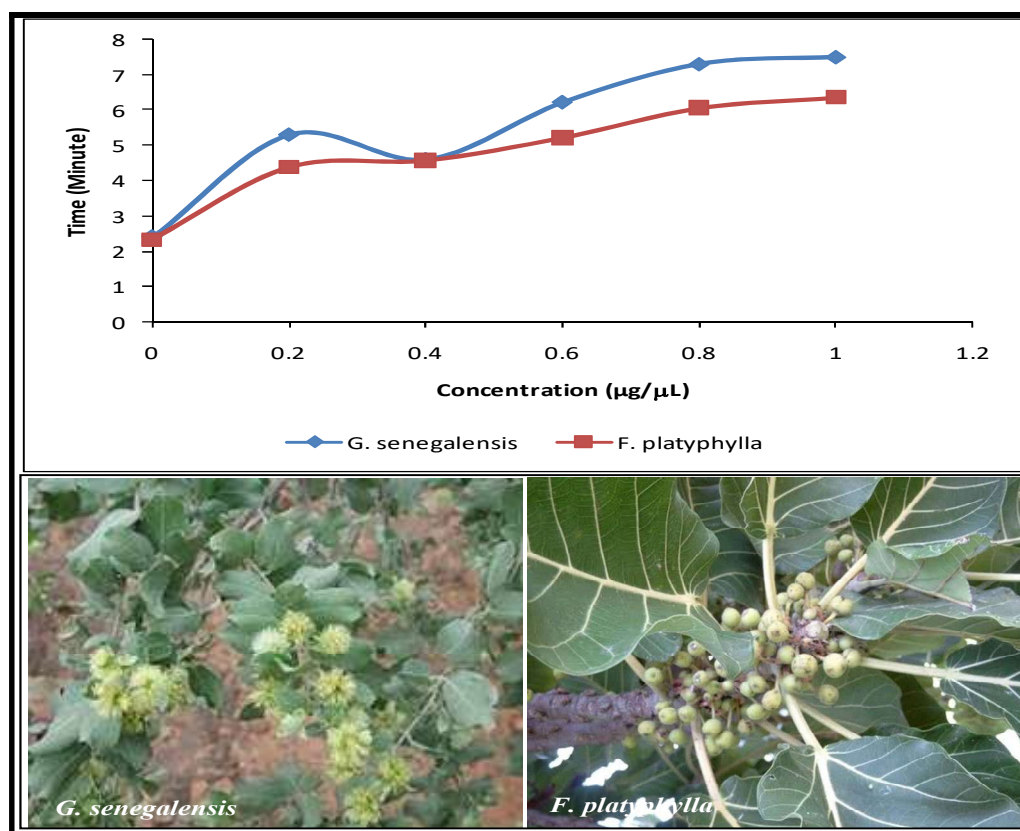 8
7
6
5
4
3
2
1
0
Time (Minute)
0 0.2 0.4 0.6 0.8 1 1.2
Concentration (µg/µL)
G. senegalensis F. platyphylla
G. senegalensis
F. platyphylla